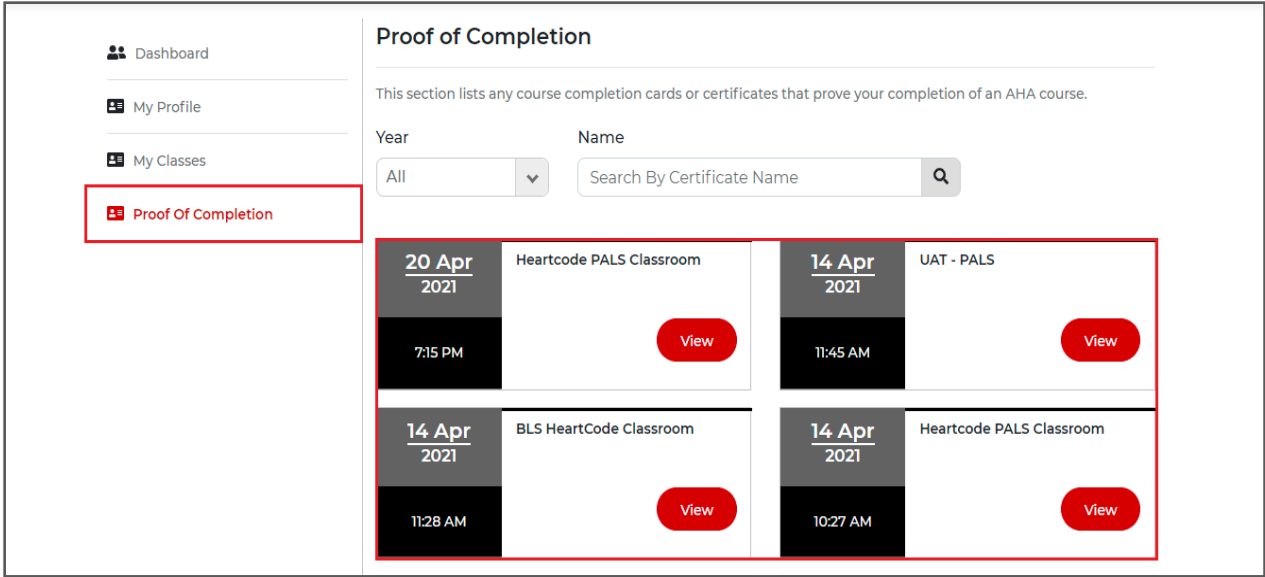 Dashboard
My Profile
My Classes
Proof Of Completion
Proof of Completion
This section lists any course completion cards or certificates that prove your completion of an AHA course.
Year
Name
All
Search By Certificate Name
20 Apr
2021
7:15 PM
Heartcode PALS Classroom
View
14 Apr
2021
11:45 AM
UAT - PALS
View
14 Apr
2021
11:28 AM
BLS HeartCode Classroom
View
14 Apr
2021
10:27 AM
Heartcode PALS Classroom
View